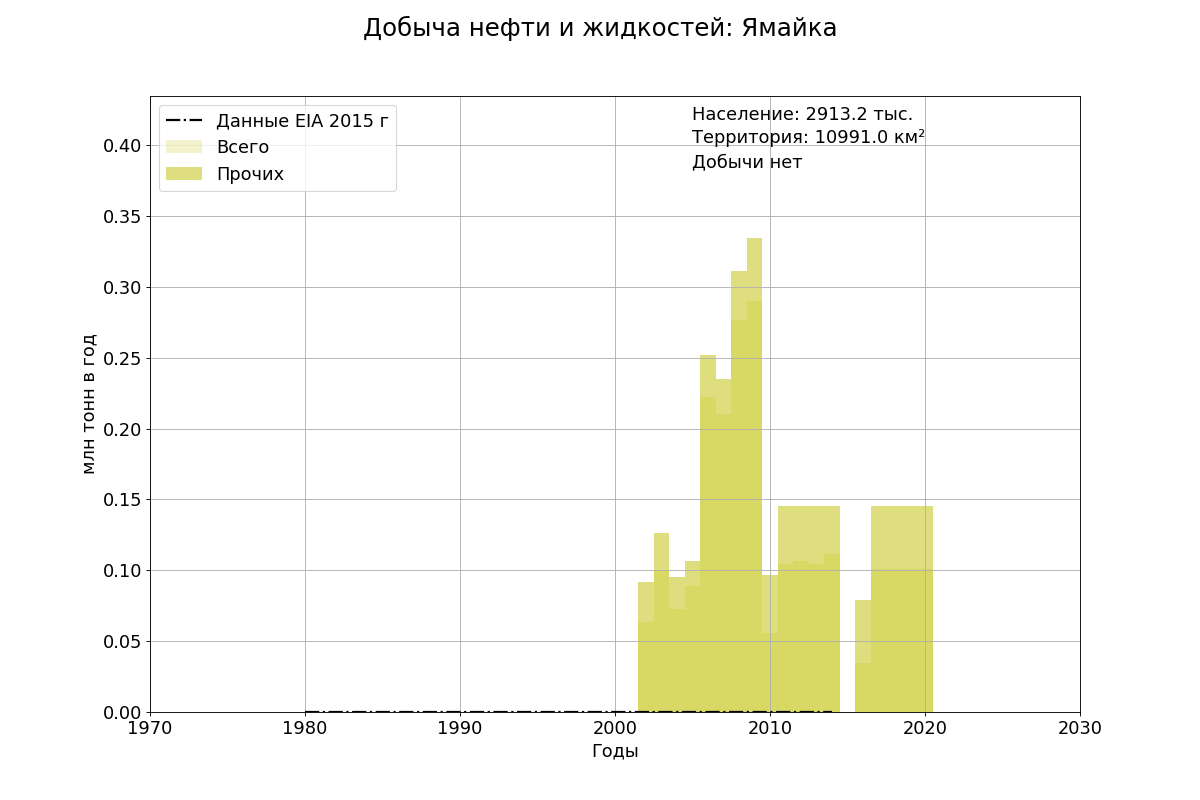 Добыча нефти и жидкостей: Ямайка
Данные EIA 2015 г
Всего
Прочих
Население: 2913.2 тыс.
Территория: 10991.0 км²
Добычи нет
млн тонн в год
0.40
0.35
0.30
0.25
0.20
0.15
0.10
0.05
0.00
1970 1980 1990 2000 2010 2020 2030
Годы